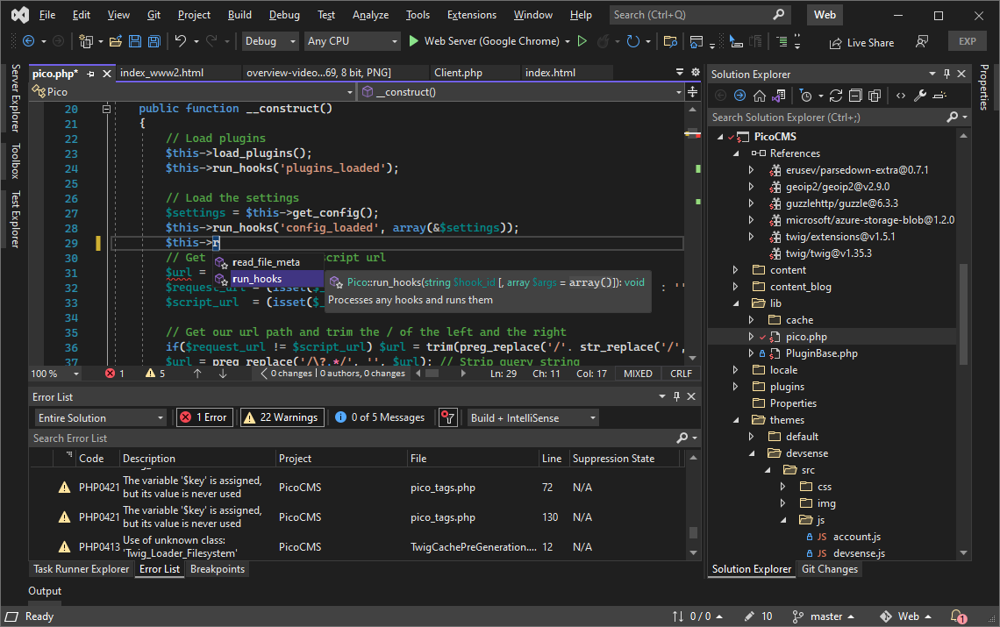 File Edit View Git Project Build Debug Test Analyze Tools Extensions Window Help Search (Ctrl+Q) Web
Debug Any CPU Web Server (Google Chrome) Live Share EXP
Server Explorer
Toolbox
Test Explorer
pico.php* index_www2.html overview-video...69, 8 bit, PNG] Client.php index.html
Pico __construct()
20 public function __construct()
21 {
22 // Load plugins
23 $this->load_plugins();
24 $this->run_hooks('plugins_loaded');
25
26 // Load the settings
27 $settings = $this->get_config();
28 $this->run_hooks('config_loaded', array(&$settings));
29 $this->r
30 // Get script url
read_file_meta
31 $url =
run_hooks
Pico::run_hooks(string $hook_id [, array $args = array()]): void
Processes any hooks and runs them
32 $request_url = (isset($_ : ''
33 $script_url = (isset($_
34
35 // Get our url path and trim the / of the left and the right
36 if($request_url != $script_url) $url = trim(preg_replace('/'. str_replace('/',
37 $url = preg_replace('/\?.*/', '', $url); // Strip query string
100 % 1 5 0 changes | 0 authors, 0 changes Ln: 29 Ch: 11 Col: 17 MIXED CRLF
Error List
Entire Solution 1 Error 22 Warnings 0 of 5 Messages Build + IntelliSense
Search Error List
Code Description Project File Line Suppression State
PHP0421 The variable '$key' is assigned, but its value is never used PicoCMS pico_tags.php 72 N/A
PHP0421 The variable '$key' is assigned, but its value is never used PicoCMS pico_tags.php 130 N/A
PHP0413 Use of unknown class: 'Twig_Loader_Filesystem' PicoCMS TwigCachePreGeneration.... 12 N/A
Task Runner Explorer Error List Breakpoints
Output
Solution Explorer
Search Solution Explorer (Ctrl+;)
PicoCMS
References
erusev/parsedown-extra@0.7.1
geoip2/geoip2@v2.9.0
guzzlehttp/guzzle@6.3.3
microsoft/azure-storage-blob@1.2.0
twig/extensions@v1.5.1
twig/twig@v1.35.3
content
content_blog
lib
cache
pico.php
PluginBase.php
locale
plugins
Properties
themes
default
devsense
src
css
img
js
JS account.js
JS devsense.js
Solution Explorer Git Changes
Properties
Ready 0 / 0 10 master Web 1